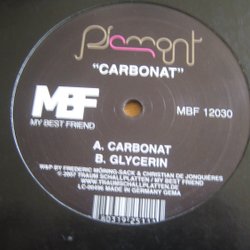 Piemont
"CARBONAT"
MBF
MY BEST FRIEND
MBF 12030
A. CARBONAT
B. GLYCERIN
W&P BY FREDERIC MÖRING-SACK & CHRISTIAN DE JONQUIÈRES
© 2007 TRAUM SCHALLPLATTEN / MY BEST FRIEND
WWW.TRAUMSCHALLPLATTEN.DE
LC-00496 MADE IN GERMANY GEMA